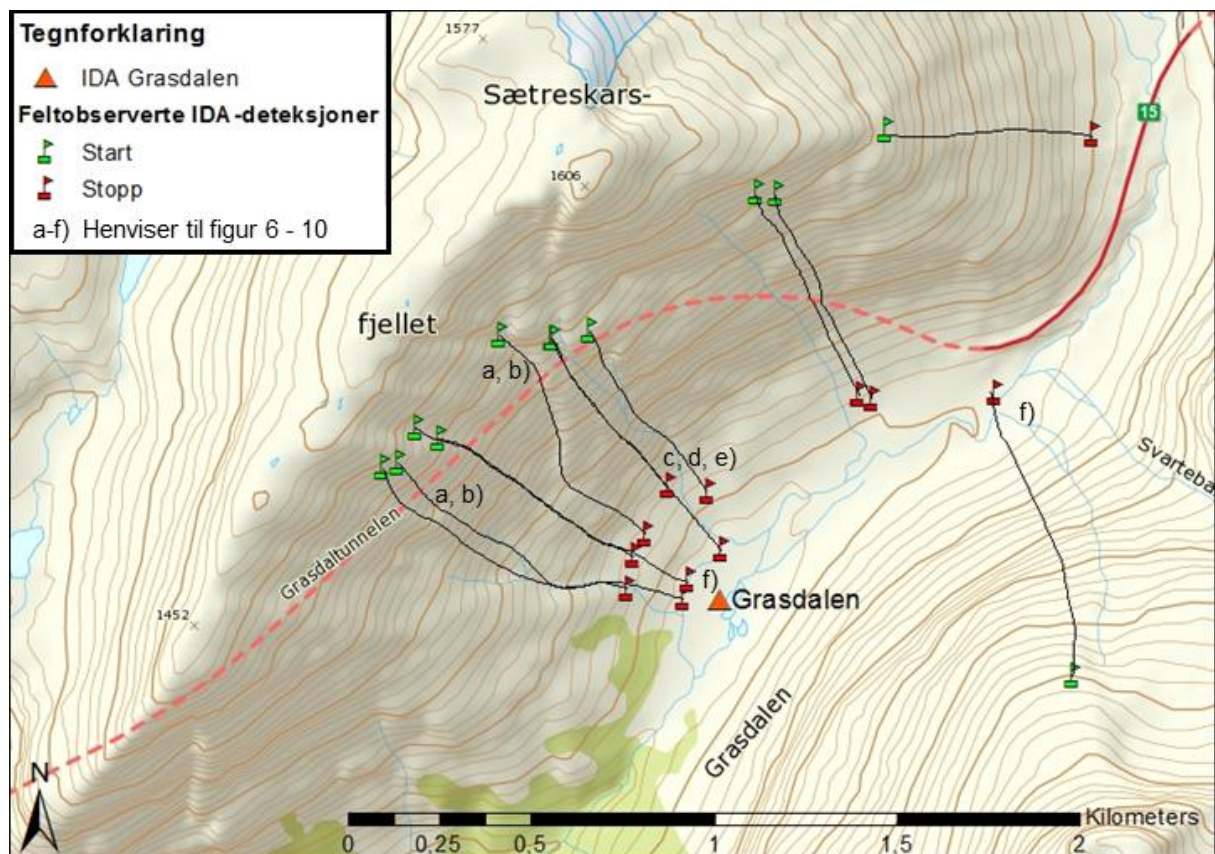 Tegnforklaring
IDA Grasdalen
Feltobserverte IDA-deteksjoner
Start
Stopp
a-f) Henviser til figur 6 - 10
1577
Sætreskars-
15
1606
fjellet
a, b)
f)
c, d, e)
Svarteba
a, b)
Grasdaltunnelen
f)
Grasdalen
1452
Grasdalen
N
Kilometers
0 0,25 0,5 1 1,5 2